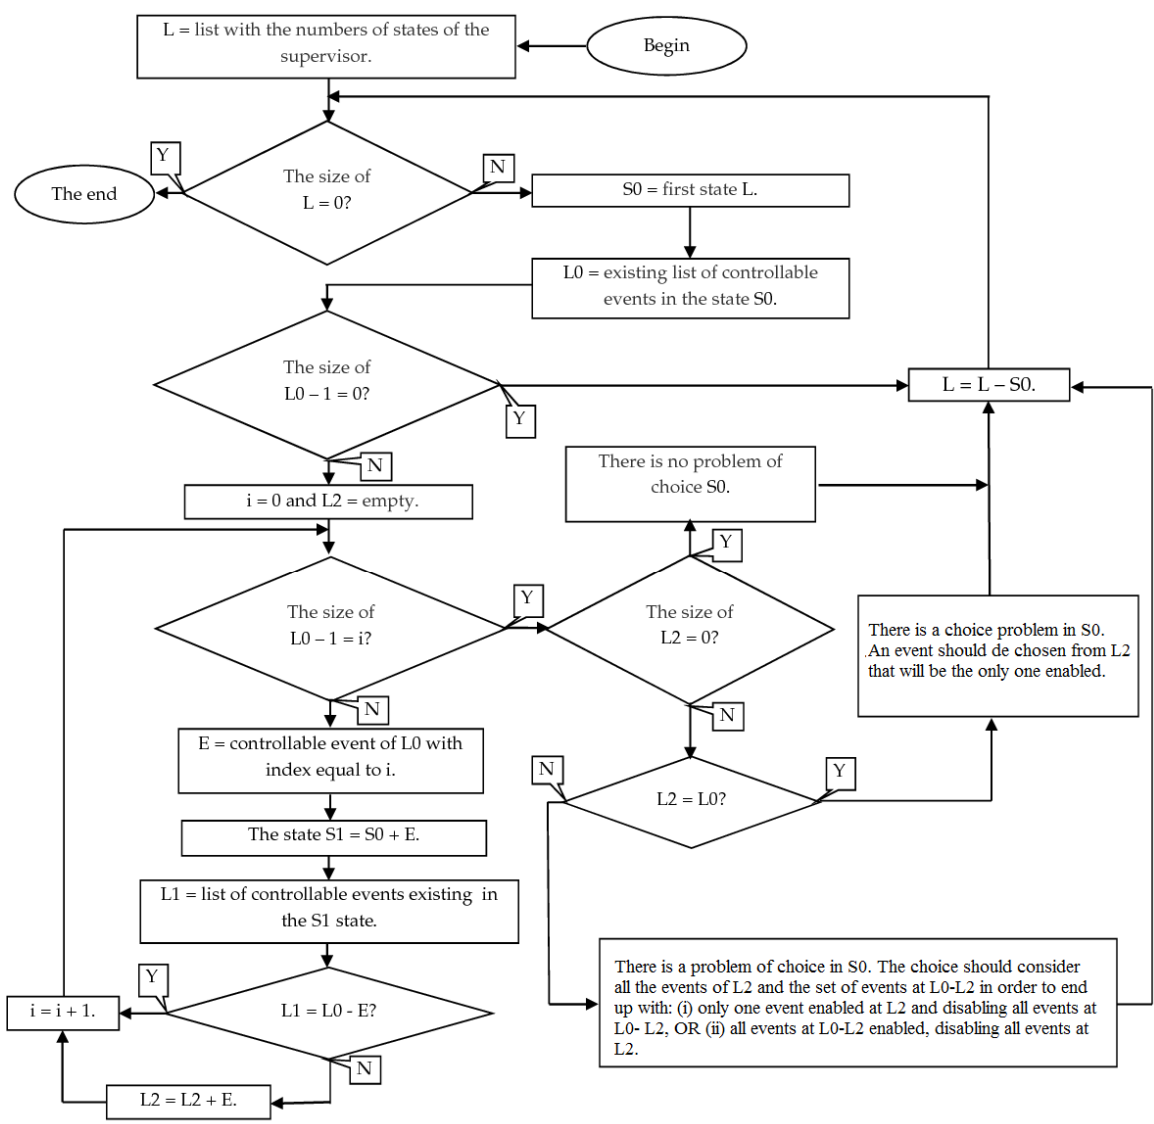 L = list with the numbers of states of the
supervisor.
Begin
Y
N
The end
The size of
L = 0?
S0 = first state L.
L0 = existing list of controllable
events in the state S0.
The size of
L0 – 1 = 0?
Y
L = L – S0.
N
There is no problem of
choice S0.
i = 0 and L2 = empty.
Y
Y
The size of
L0 – 1 = i?
The size of
L2 = 0?
There is a choice problem in S0.
.An event should de chosen from L2
that will be the only one enabled.
N
N
E = controllable event of L0 with
index equal to i.
N
Y
L2 = L0?
The state S1 = S0 + E.
L1 = list of controllable events existing in
the S1 state.
Y
L1 = L0 - E?
i = i + 1.
N
L2 = L2 + E.
There is a problem of choice in S0. The choice should consider
all the events of L2 and the set of events at L0-L2 in order to end
up with: (i) only one event enabled at L2 and disabling all events at
L0- L2, OR (ii) all events at L0-L2 enabled, disabling all events at
L2.